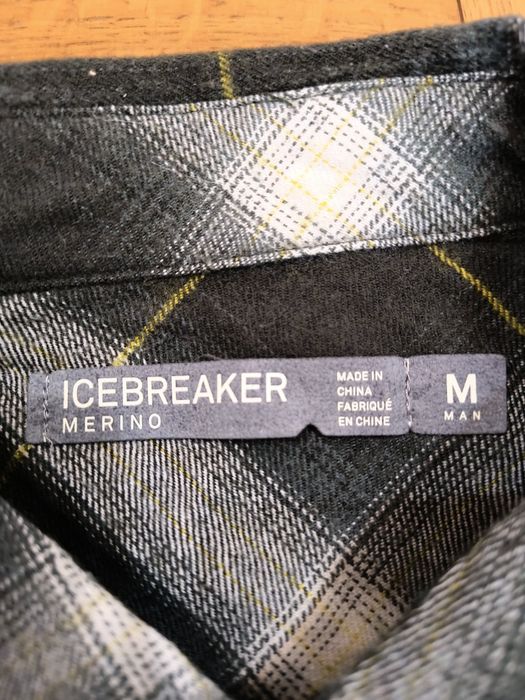 ICEBREAKER
MERINO
MADE IN
CHINA
FABRIQUÉ
EN CHINE
M
MAN